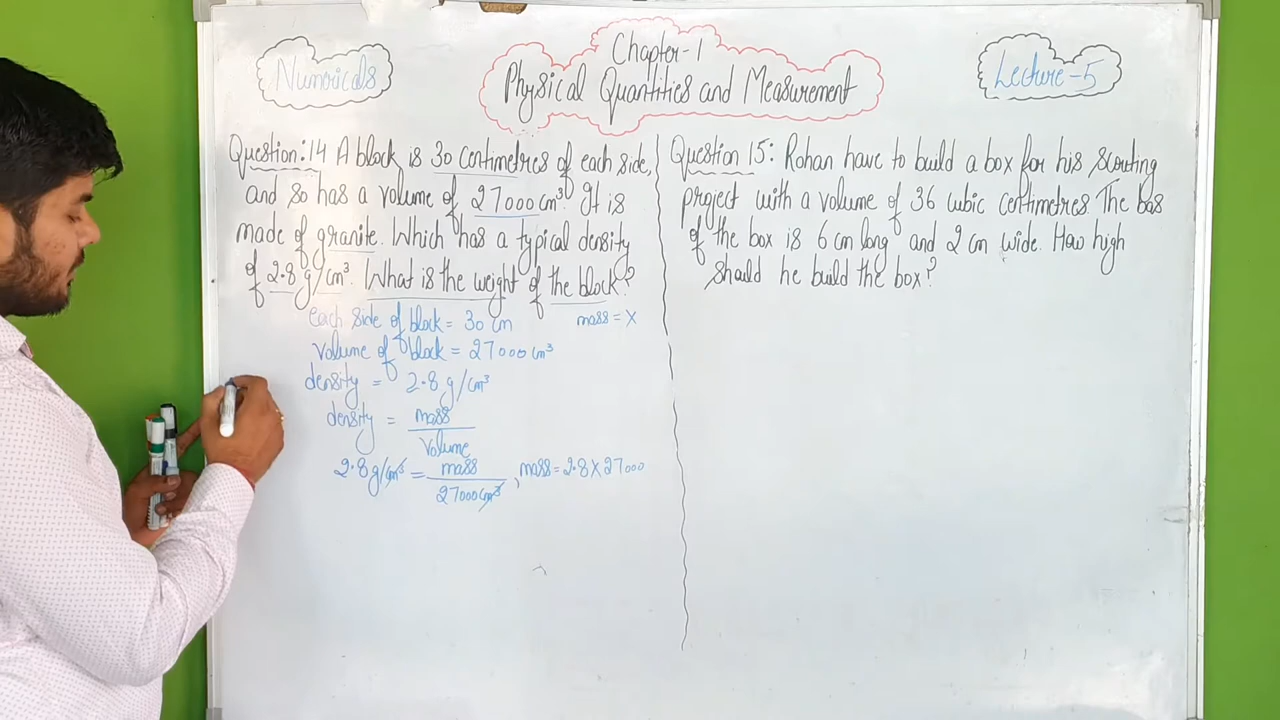 Numericals
Chapter-1
Physical Quantities and Measurement
Lecture-5
Question:14 A block is 30 centimetres of each side,
and so has a volume of 27000 cm³. It is
made of granite. Which has a typical density
of 2.8 g/cm³. What is the weight of the block?
each side of block = 30 cm
mass = x
Volume of block = 27000 cm³
density = 2.8 g/cm³
density = mass
Volume
2.8 g/cm³ = mass
27000 cm³
, mass = 2.8 × 27000
Question 15: Rohan have to build a box for his scouting
project with a volume of 36 cubic centimetres. The bas
of the box is 6 cm long and 2 cm wide. How high
should he build the box?